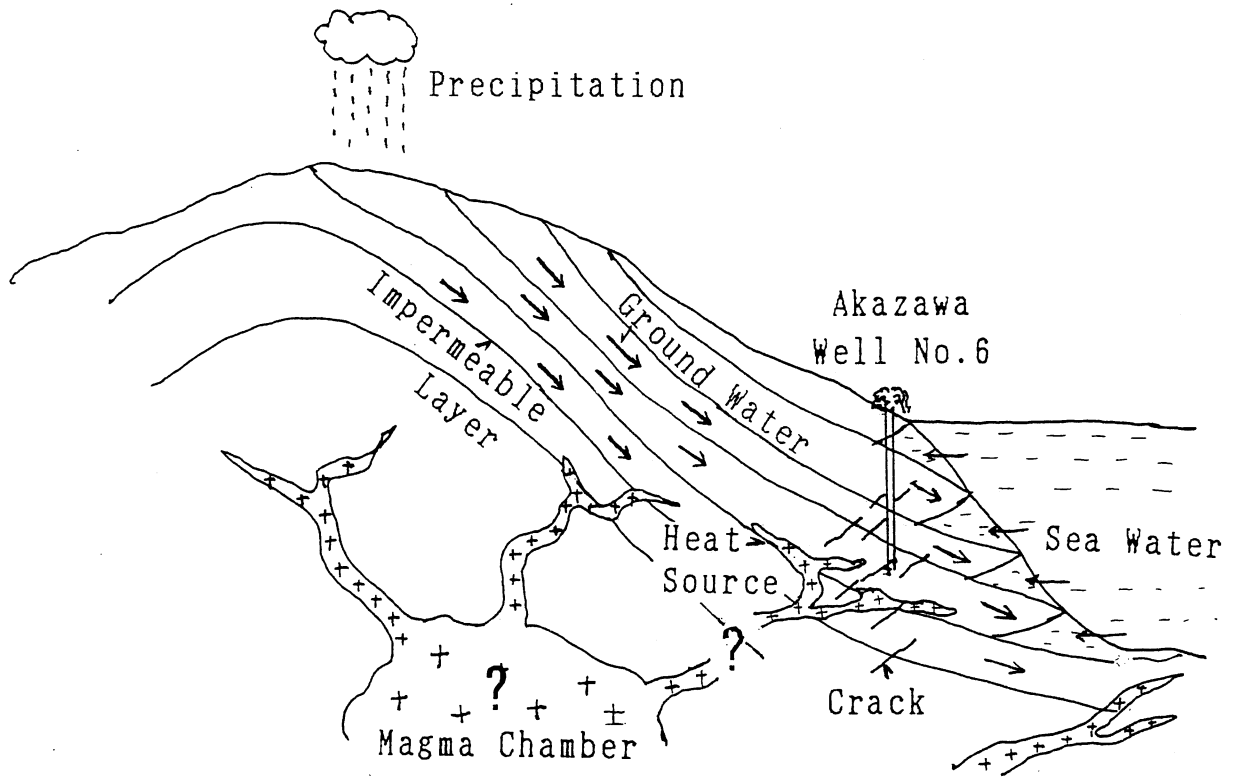 Precipitation
Impermeable
Layer
Ground Water
Akazawa
Well No.6
Heat
Source
Sea Water
?
?
Crack
Magma Chamber